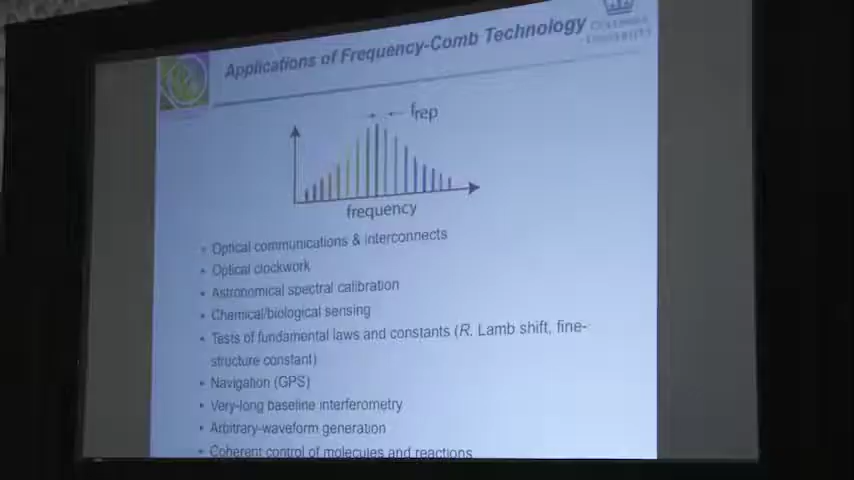 Applications of Frequency-Comb Technology
COLUMBIA
UNIVERSITY
frep
frequency
• Optical communications & interconnects
• Optical clockwork
• Astronomical spectral calibration
• Chemical/biological sensing
• Tests of fundamental laws and constants (R. Lamb shift, fine-
structure constant)
• Navigation (GPS)
• Very-long baseline interferometry
• Arbitrary-waveform generation
• Coherent control of molecules and reactions